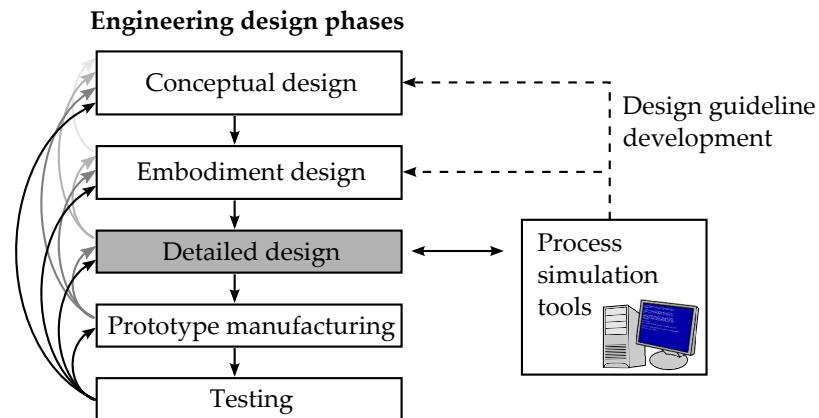 Engineering design phases
Conceptual design
Embodiment design
Detailed design
Prototype manufacturing
Testing
Design guideline
development
Process
simulation
tools